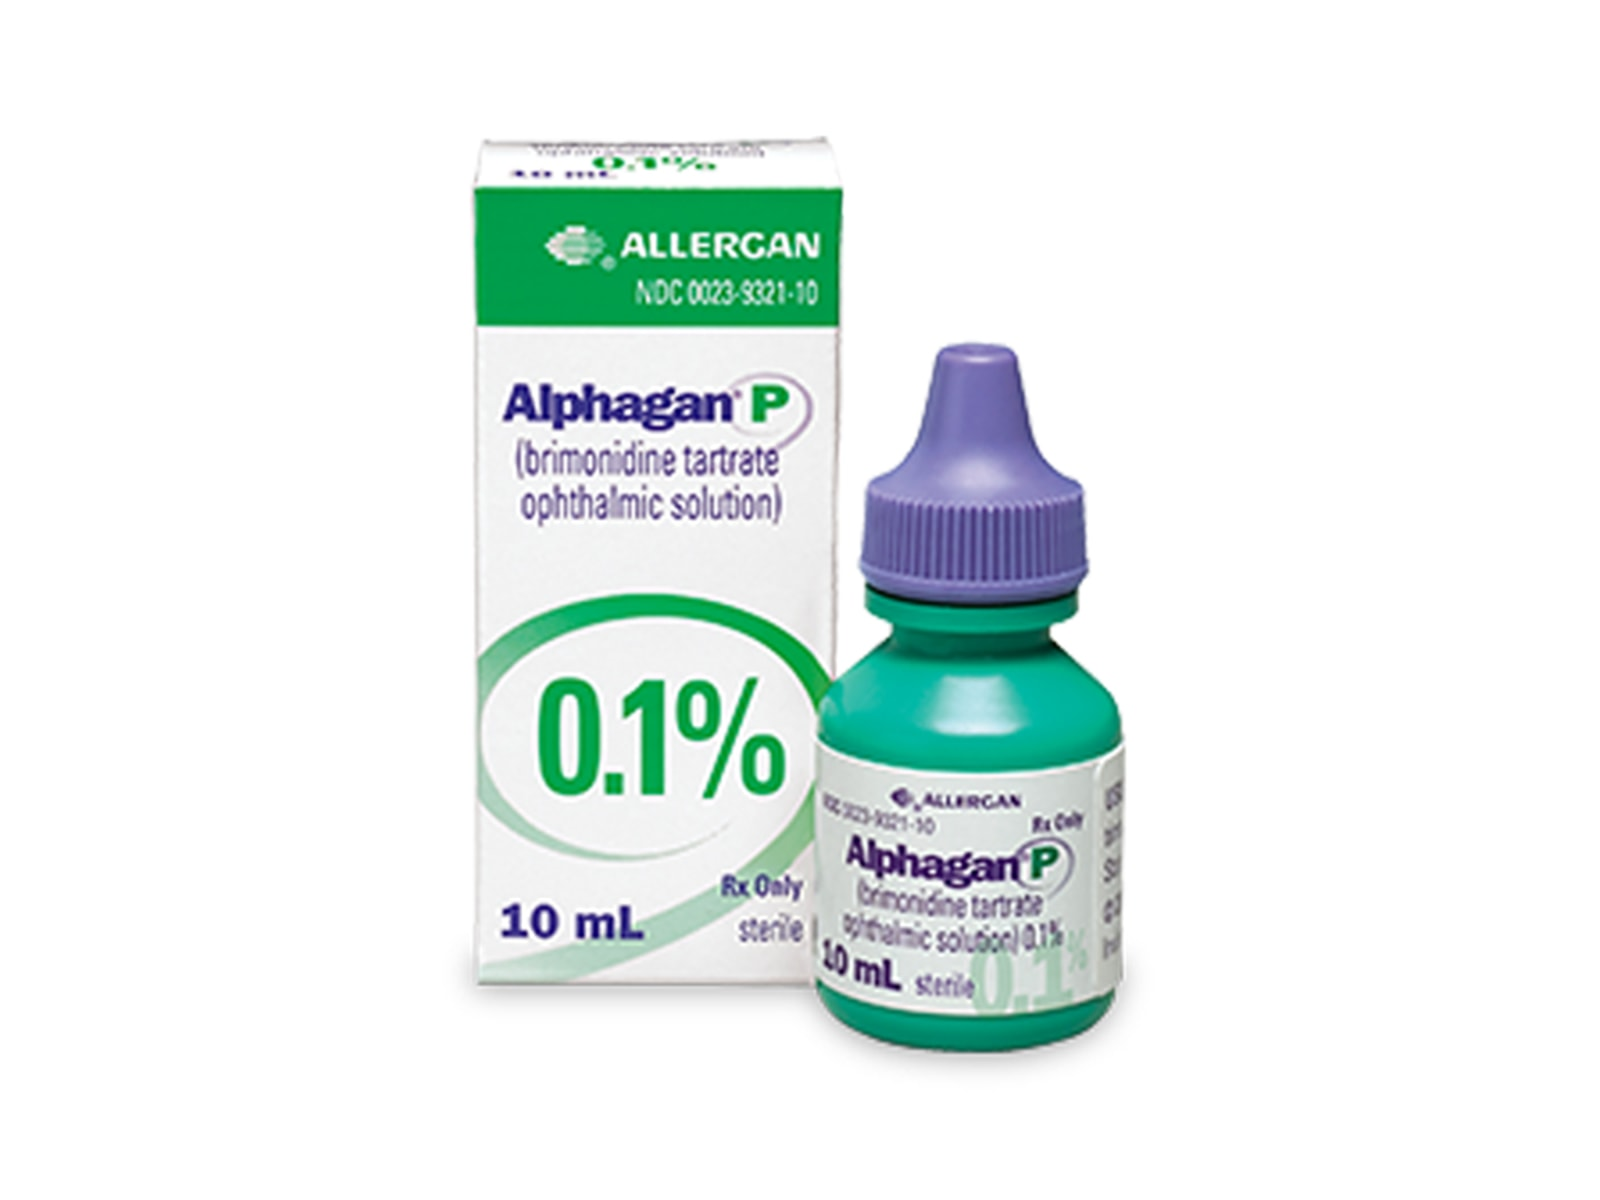 ophthalmic solution
0.1%
10 mL
® ALLERGAN
NDC 0023-9321-10
Alphagan® P
(brimonidine tartrate
ophthalmic solution)
0.1%
Rx Only
10 mL
sterile
ALLERGAN
NDC 0023-9321-10
Rx Only
Alphagan® P
(brimonidine tartrate
ophthalmic solution) 0.1%
10 mL sterile
0.1%